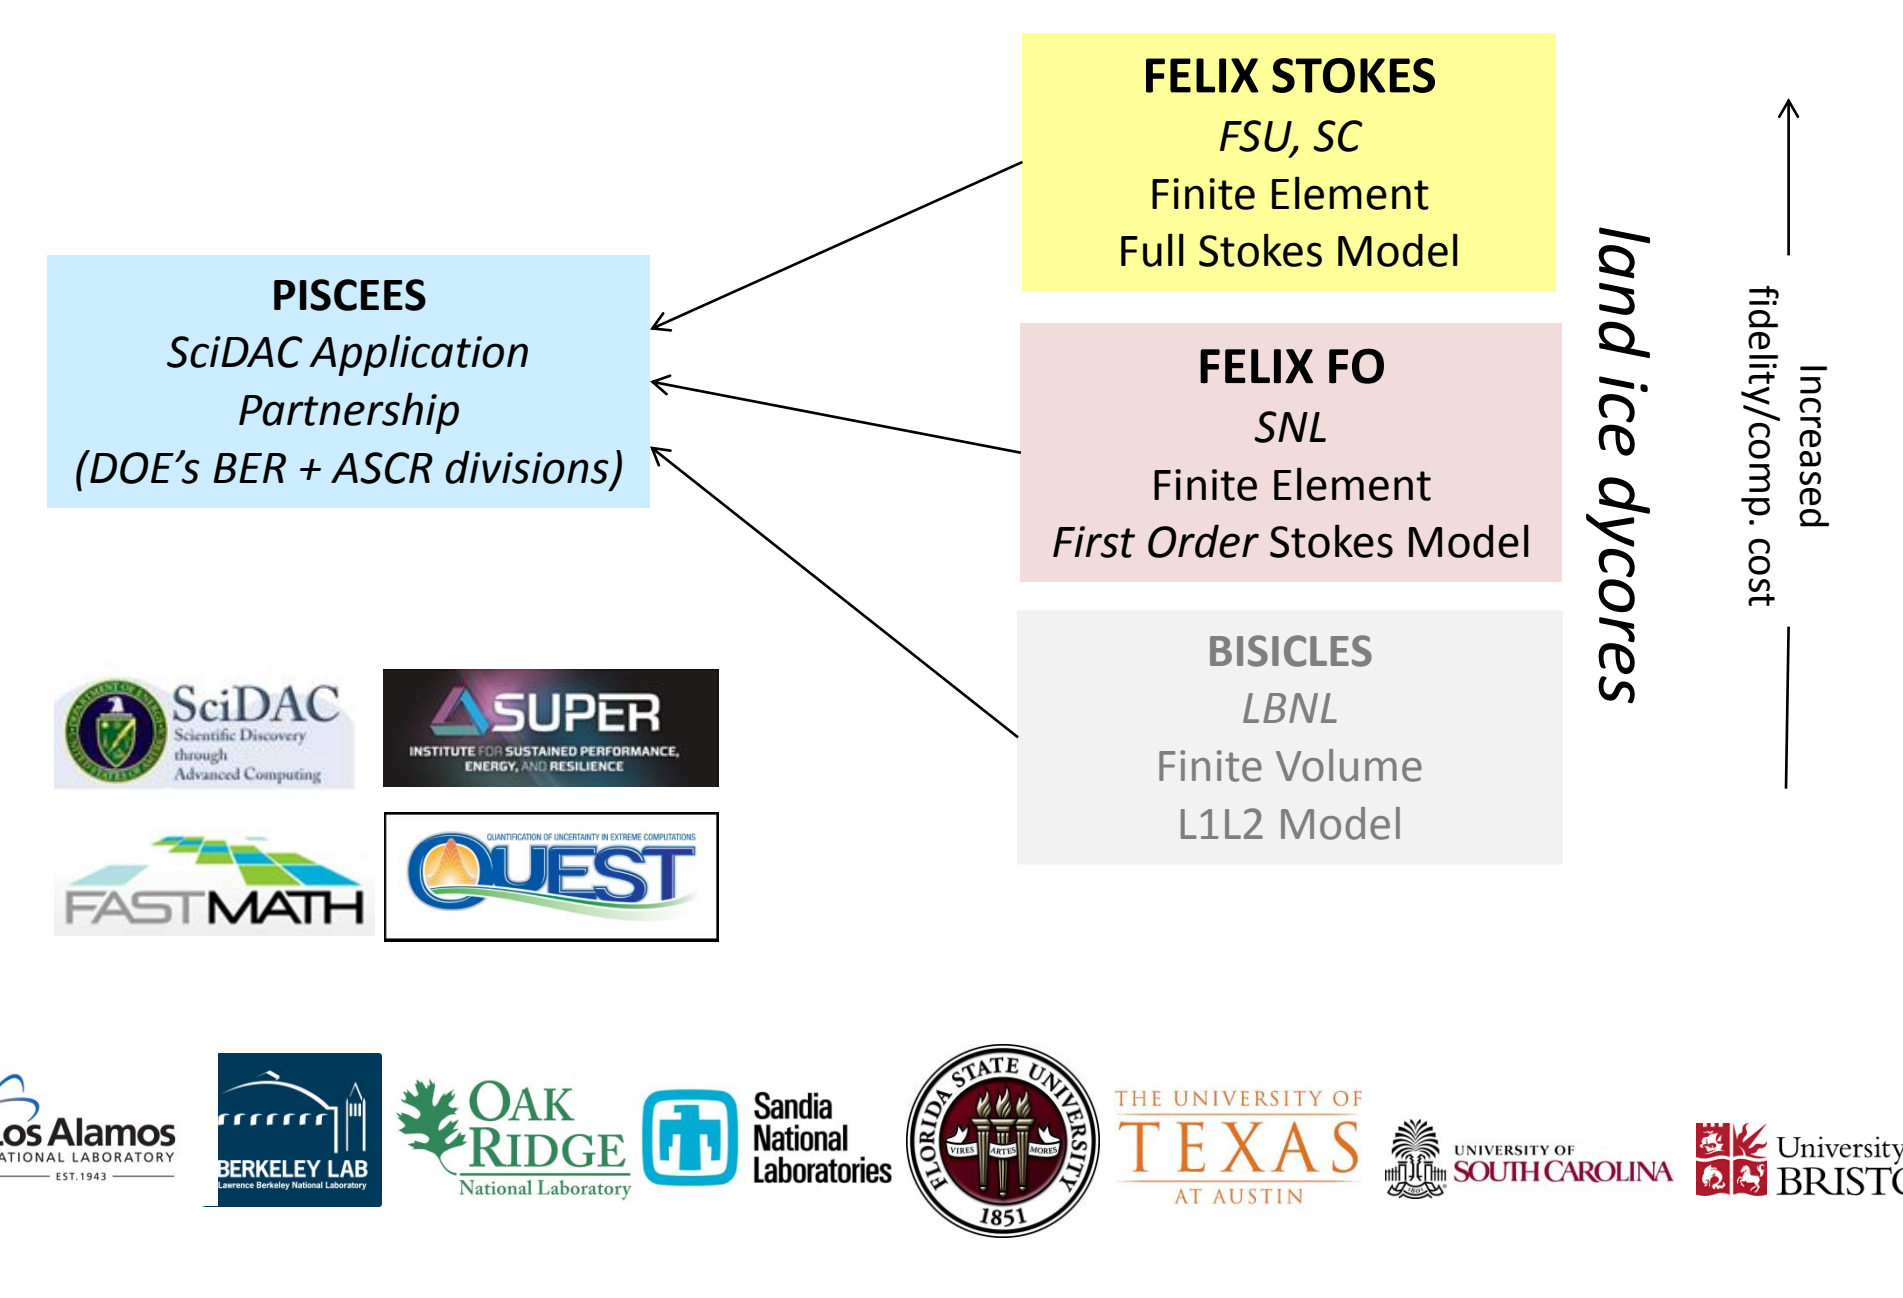 FELIX STOKES
FSU, SC
Finite Element
Full Stokes Model
PISCEES
SciDAC Application
Partnership
(DOE's BER + ASCR divisions)
FELIX FO
SNL
Finite Element
First Order Stokes Model
BISICLES
LBNL
Finite Volume
L1L2 Model
land ice dycores
Increased
fidelity/comp. cost
SciDAC
Scientific Discovery
through
Advanced Computing
SUPER
INSTITUTE FOR SUSTAINED PERFORMANCE,
ENERGY, AND RESILIENCE
FASTMATH
QUANTIFICATION OF UNCERTAINTY IN EXTREME COMPUTATIONS
QUEST
Los Alamos
NATIONAL LABORATORY
EST.1943
BERKELEY LAB
Lawrence Berkeley National Laboratory
OAK
RIDGE
National Laboratory
Sandia
National
Laboratories
FLORIDA STATE UNIVERSITY
VIRES ARTES MORES
1851
THE UNIVERSITY OF
TEXAS
AT AUSTIN
1801
UNIVERSITY OF
SOUTH CAROLINA
University
BRISTO